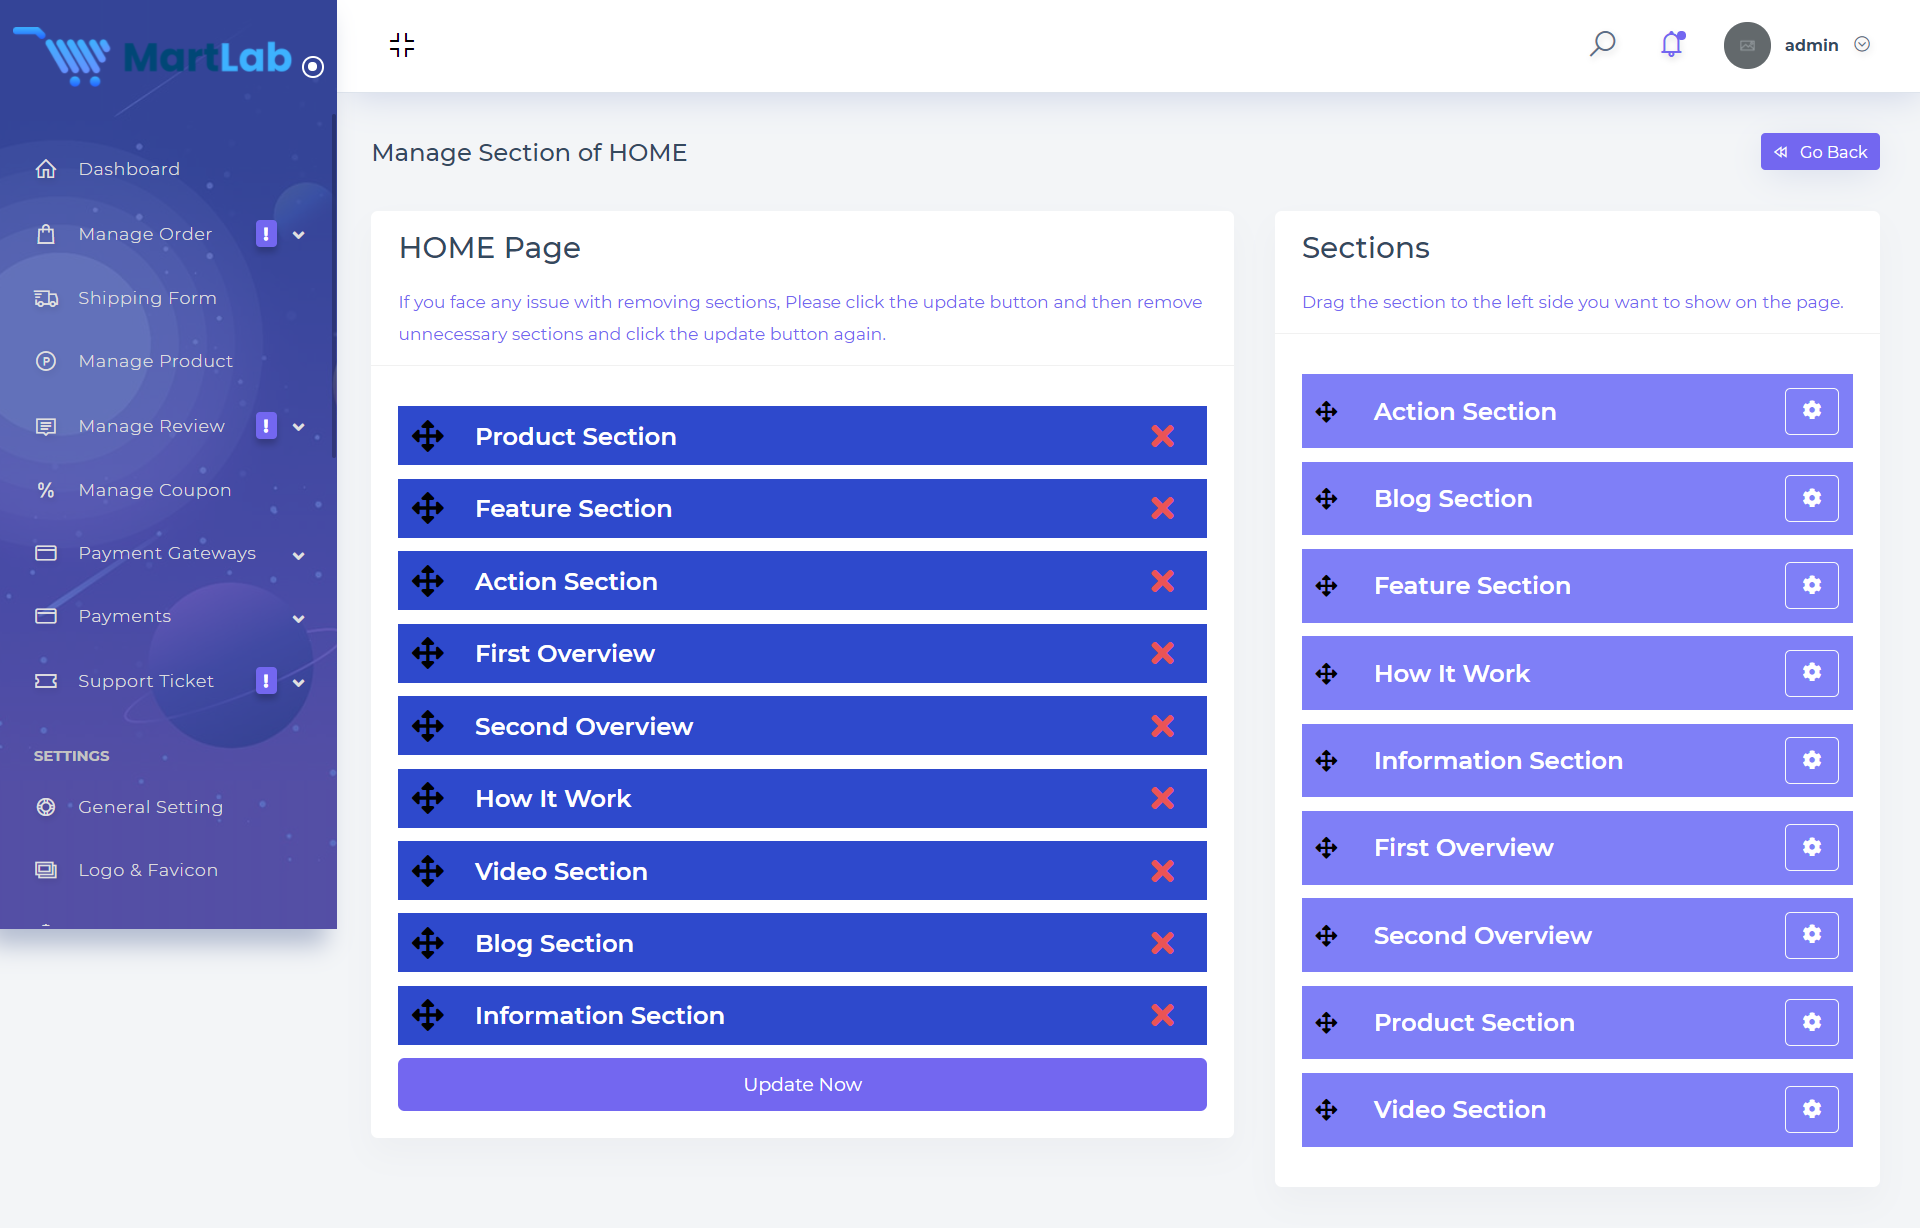 MartLab
admin
Dashboard
Manage Order
!
Shipping Form
Manage Product
Manage Review
!
Manage Coupon
Payment Gateways
Payments
Support Ticket
!
SETTINGS
General Setting
Logo & Favicon
Manage Section of HOME
Go Back
HOME Page
If you face any issue with removing sections, Please click the update button and then remove
unnecessary sections and click the update button again.
Product Section
Feature Section
Action Section
First Overview
Second Overview
How It Work
Video Section
Blog Section
Information Section
Update Now
Sections
Drag the section to the left side you want to show on the page.
Action Section
Blog Section
Feature Section
How It Work
Information Section
First Overview
Second Overview
Product Section
Video Section